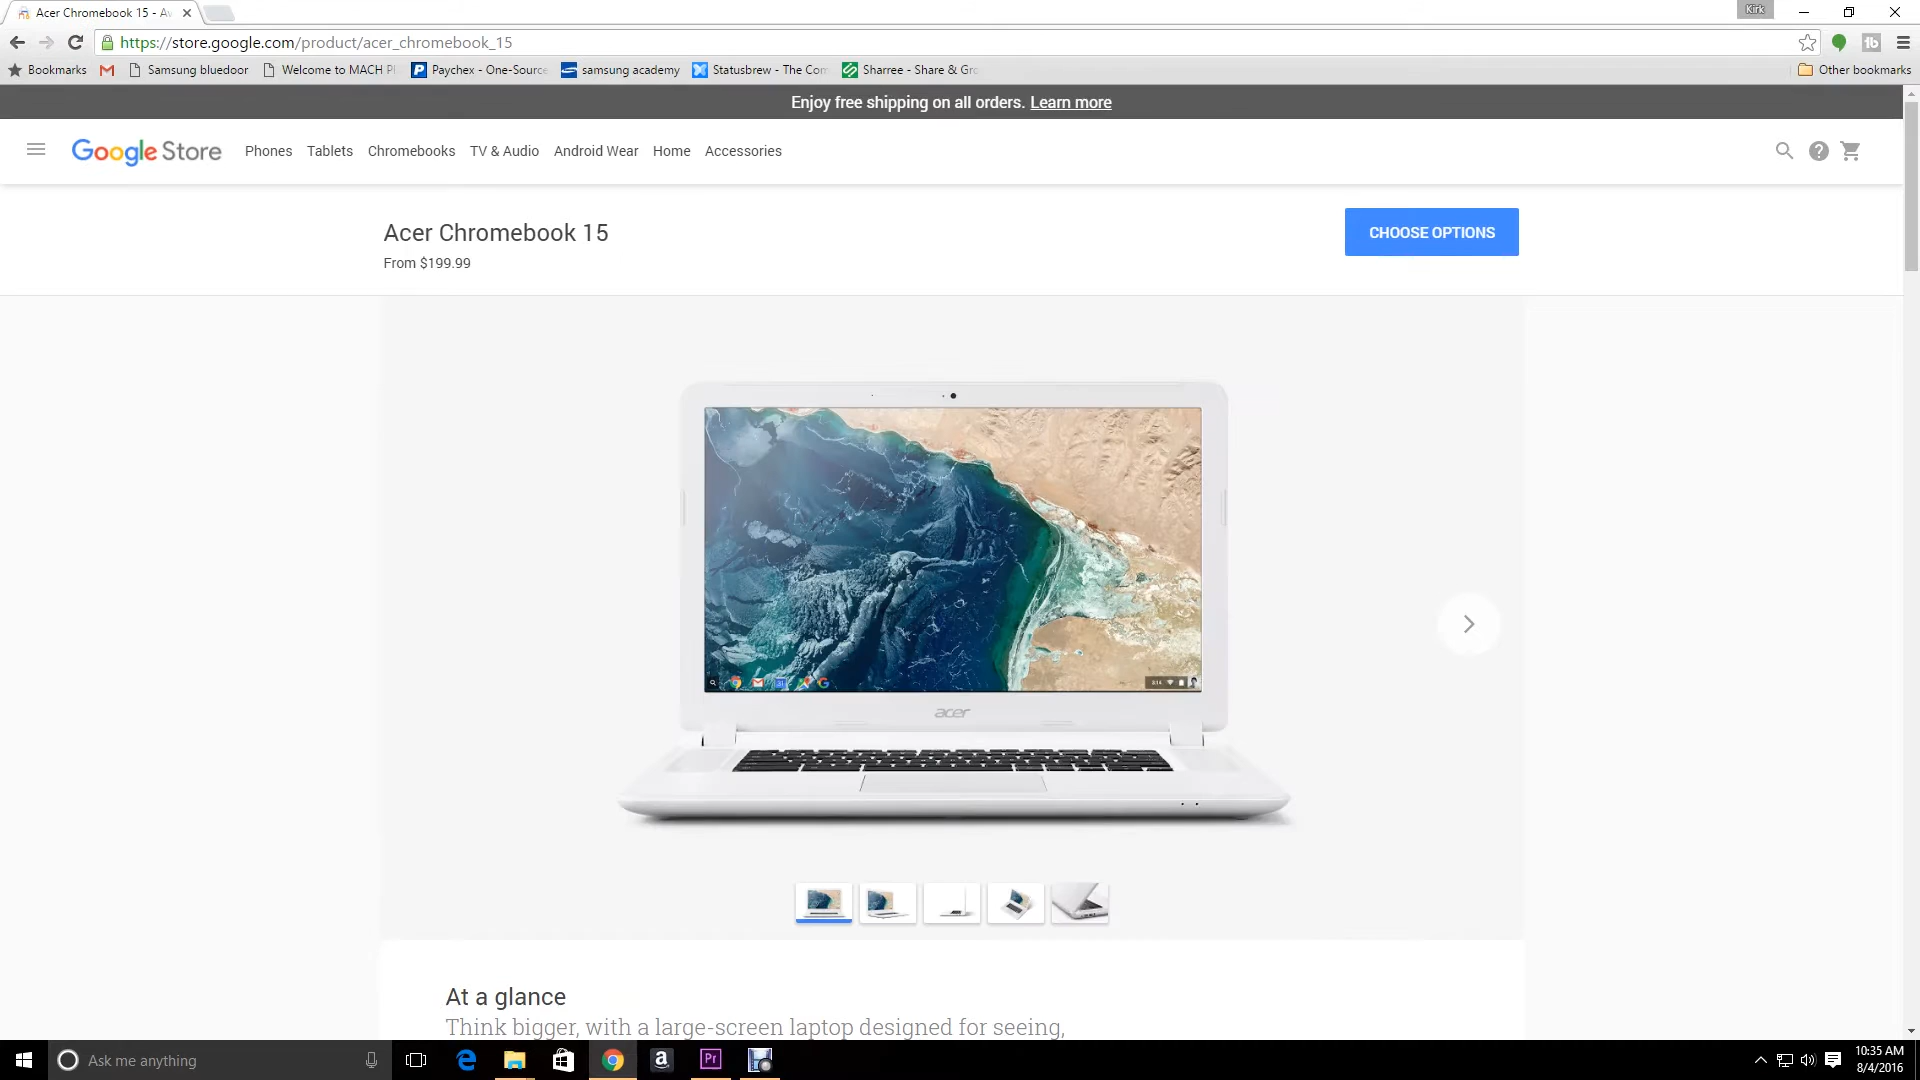 Acer Chromebook 15 - Av
Kirk
https://store.google.com/product/acer_chromebook_15
Bookmarks
Samsung bluedoor
Welcome to MACH P
Paychex - One-Source
samsung academy
Statusbrew - The Com
Sharree - Share & Gro
Other bookmarks
Enjoy free shipping on all orders. Learn more
Google Store
Phones
Tablets
Chromebooks
TV & Audio
Android Wear
Home
Accessories
Acer Chromebook 15
From $199.99
CHOOSE OPTIONS
acer
At a glance
Think bigger, with a large-screen laptop designed for seeing,
Ask me anything
Pr
10:35 AM
8/4/2016